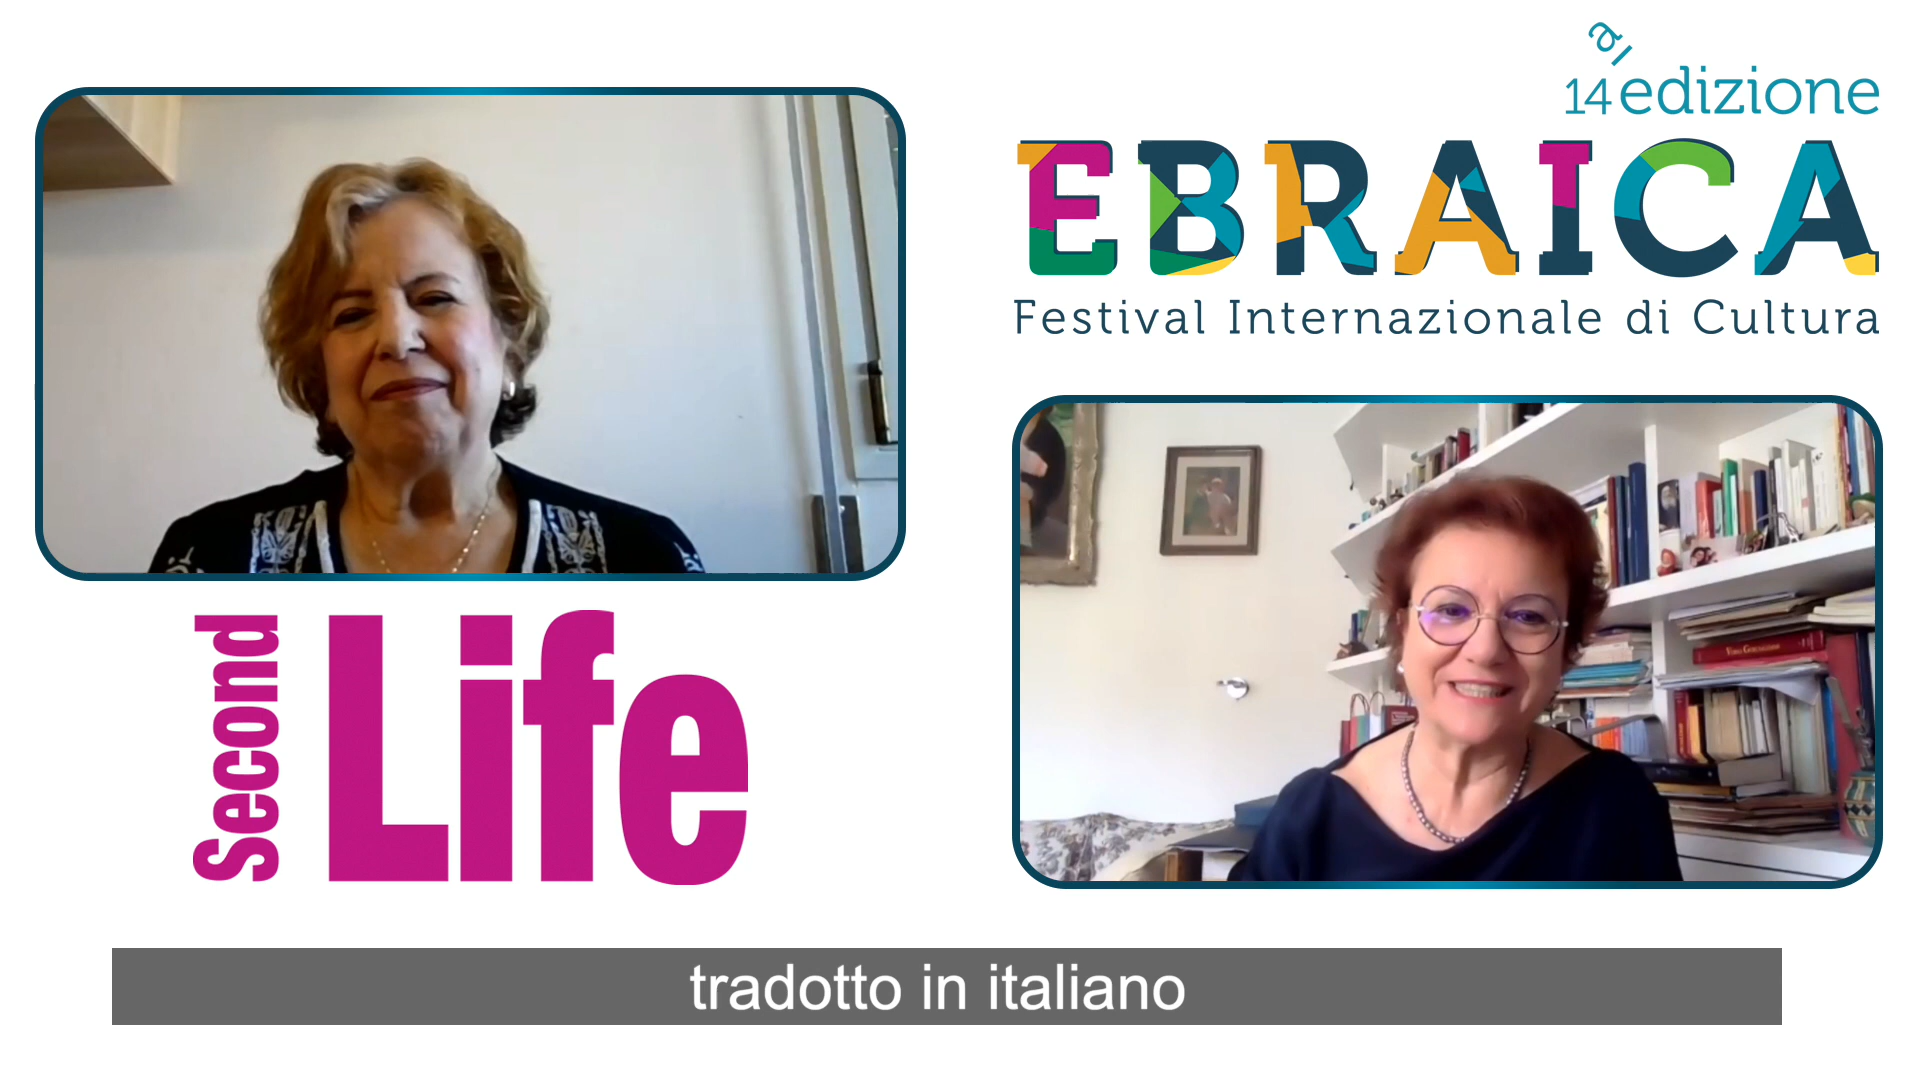 14ª edizione
EBRAICA
Festival Internazionale di Cultura
Second
Life
tradotto in italiano